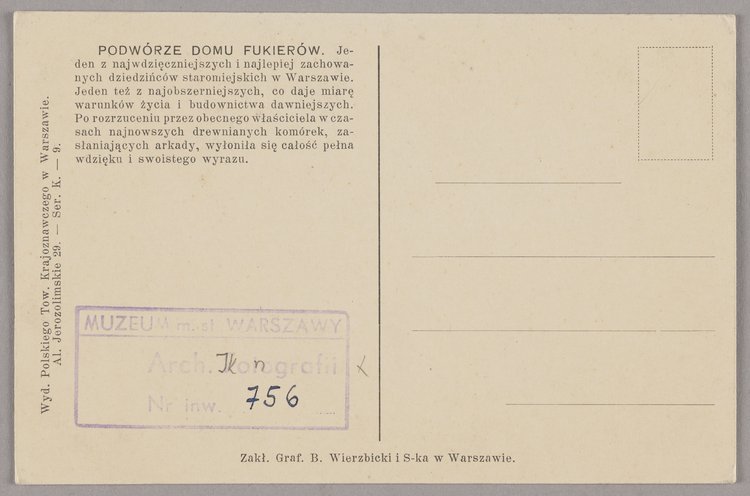 PODWÓRZE DOMU FUKIERÓW. Je-
den z najwdzięczniejszych i najlepiej zachowa-
nych dziedzińców staromiejskich w Warszawie.
Jeden też z najobszerniejszych, co daje miarę
warunków życia i budownictwa dawniejszych.
Po rozrzuceniu przez obecnego właściciela w cza-
sach najnowszych drewnianych komórek, za-
słaniających arkady, wyłoniła się całość pełna
wdzięku i swoistego wyrazu.
Wyd. Polskiego Tow. Krajoznawczego w Warszawie.
Al. Jerozolimskie 29. — Ser. K. — 9.
MUZEUM m. st. WARSZAWY
Arch. Ikonografii
Nr inw. 756
Zakł. Graf. B. Wierzbicki i S-ka w Warszawie.